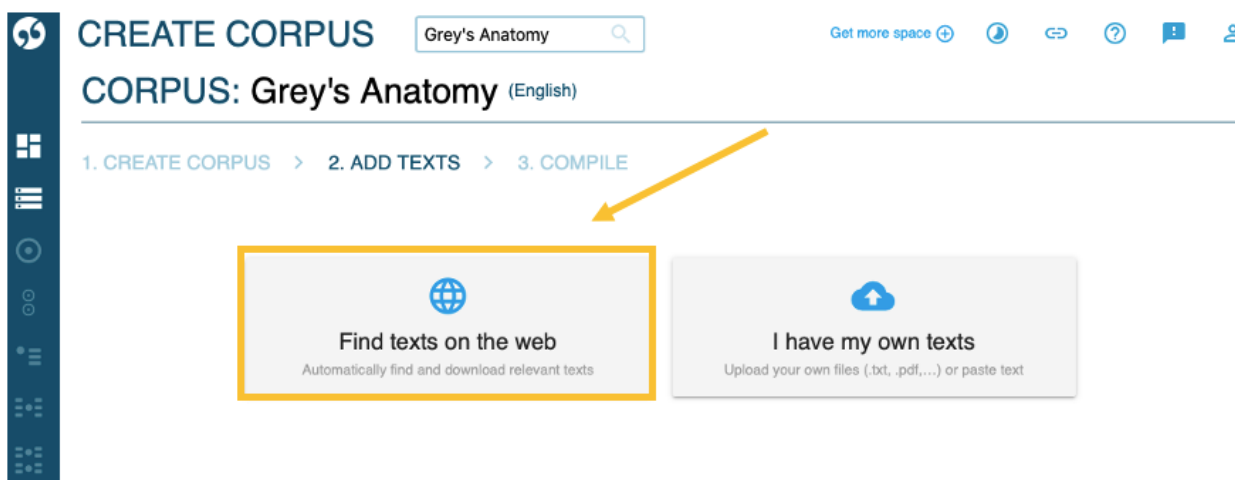 CREATE CORPUS Grey's Anatomy Get more space
CORPUS: Grey's Anatomy (English)
1. CREATE CORPUS > 2. ADD TEXTS > 3. COMPILE
Find texts on the web
Automatically find and download relevant texts
I have my own texts
Upload your own files (.txt, .pdf,...) or paste text